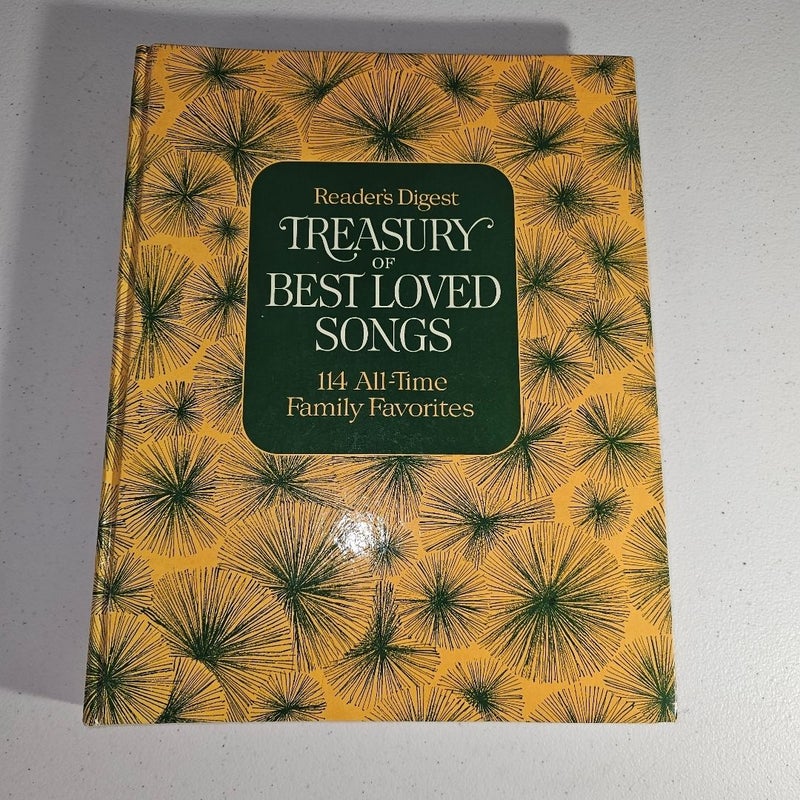 Reader's Digest
TREASURY
OF
BEST LOVED
SONGS
114 All-Time
Family Favorites